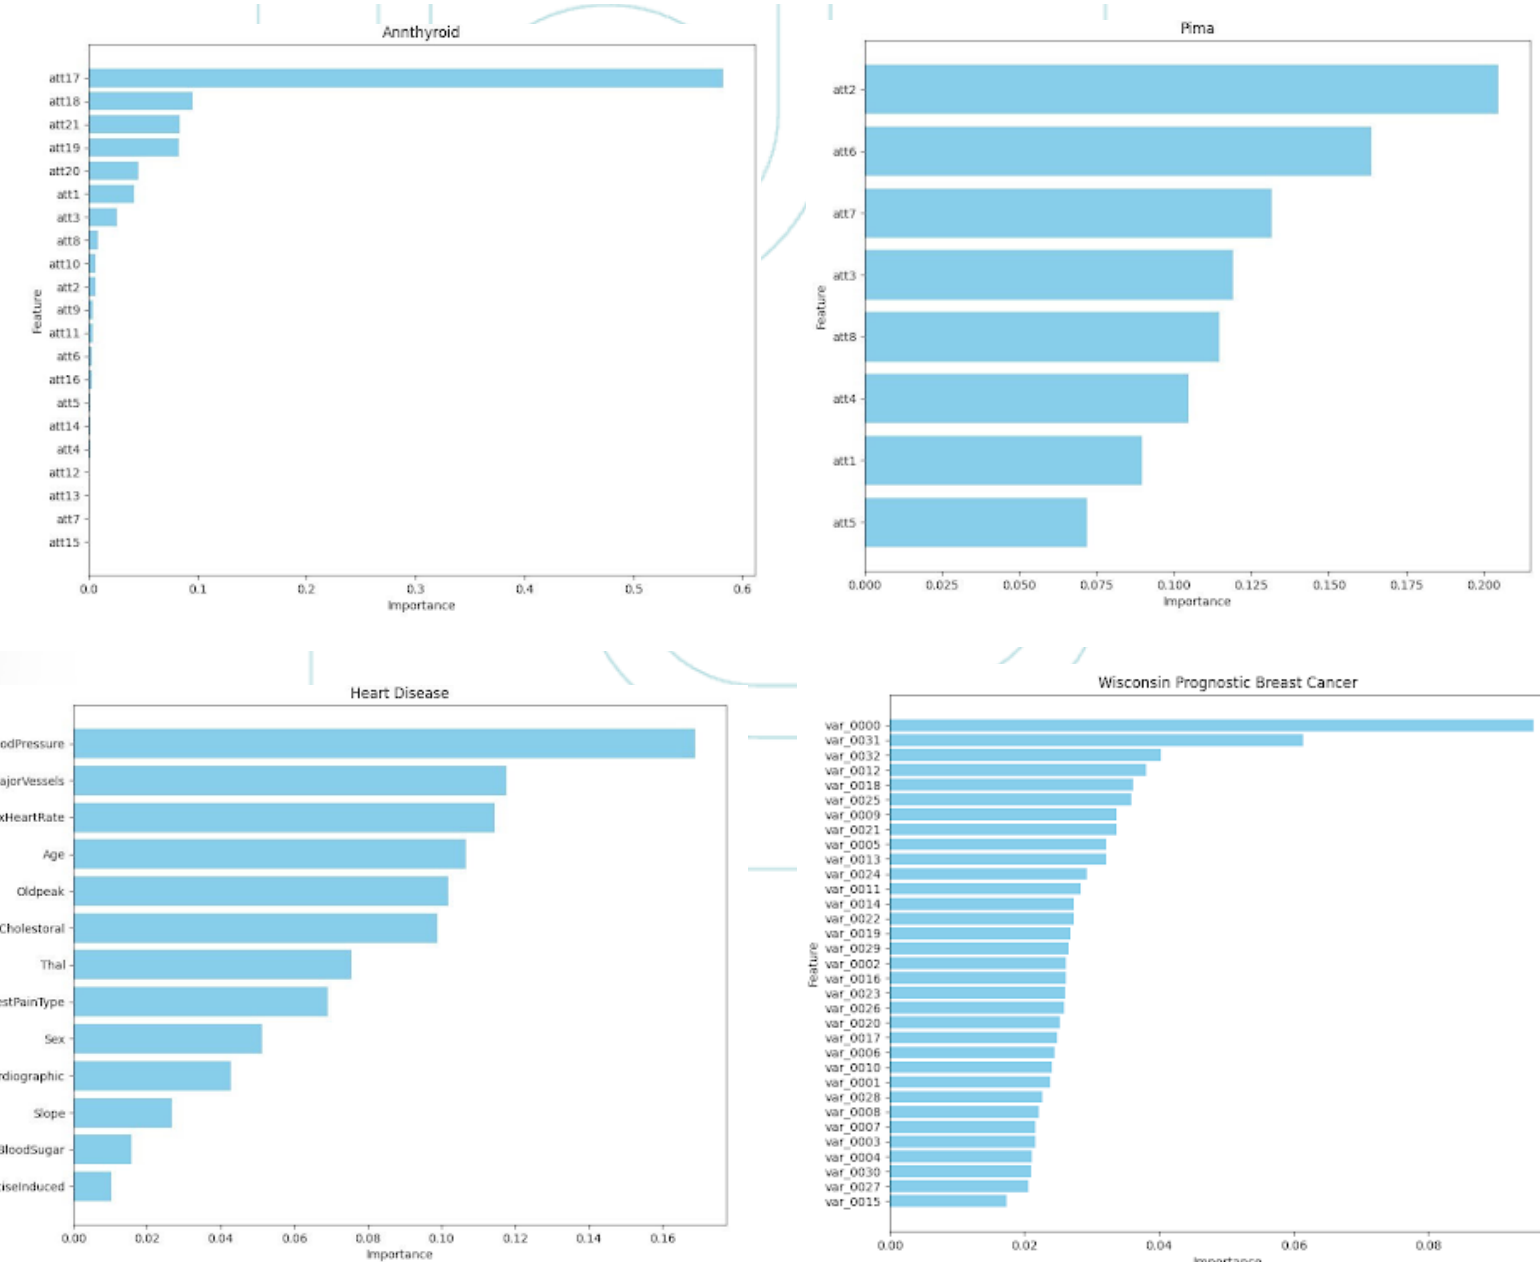 Annthyroid
att17
att18
att21
att19
att20
att1
att3
att8
att10
att2
att9
att11
att6
att16
att5
att14
att4
att12
att13
att7
att15
Feature
0.0 0.1 0.2 0.3 0.4 0.5 0.6
Importance
Pima
att2
att6
att7
att3
att8
att4
att1
att5
Feature
0.000 0.025 0.050 0.075 0.100 0.125 0.150 0.175 0.200
Importance
Heart Disease
odPressure
ajorVessels
xHeartRate
Age
Oldpeak
Cholestoral
Thal
estPainType
Sex
rdiographic
Slope
BloodSugar
iseInduced
0.00 0.02 0.04 0.06 0.08 0.10 0.12 0.14 0.16
Importance
Wisconsin Prognostic Breast Cancer
var_0000
var_0031
var_0032
var_0012
var_0018
var_0025
var_0009
var_0021
var_0005
var_0013
var_0024
var_0011
var_0014
var_0022
var_0019
var_0029
var_0002
var_0016
var_0023
var_0026
var_0020
var_0017
var_0006
var_0010
var_0001
var_0028
var_0008
var_0007
var_0003
var_0004
var_0030
var_0027
var_0015
Feature
0.00 0.02 0.04 0.06 0.08
Importance